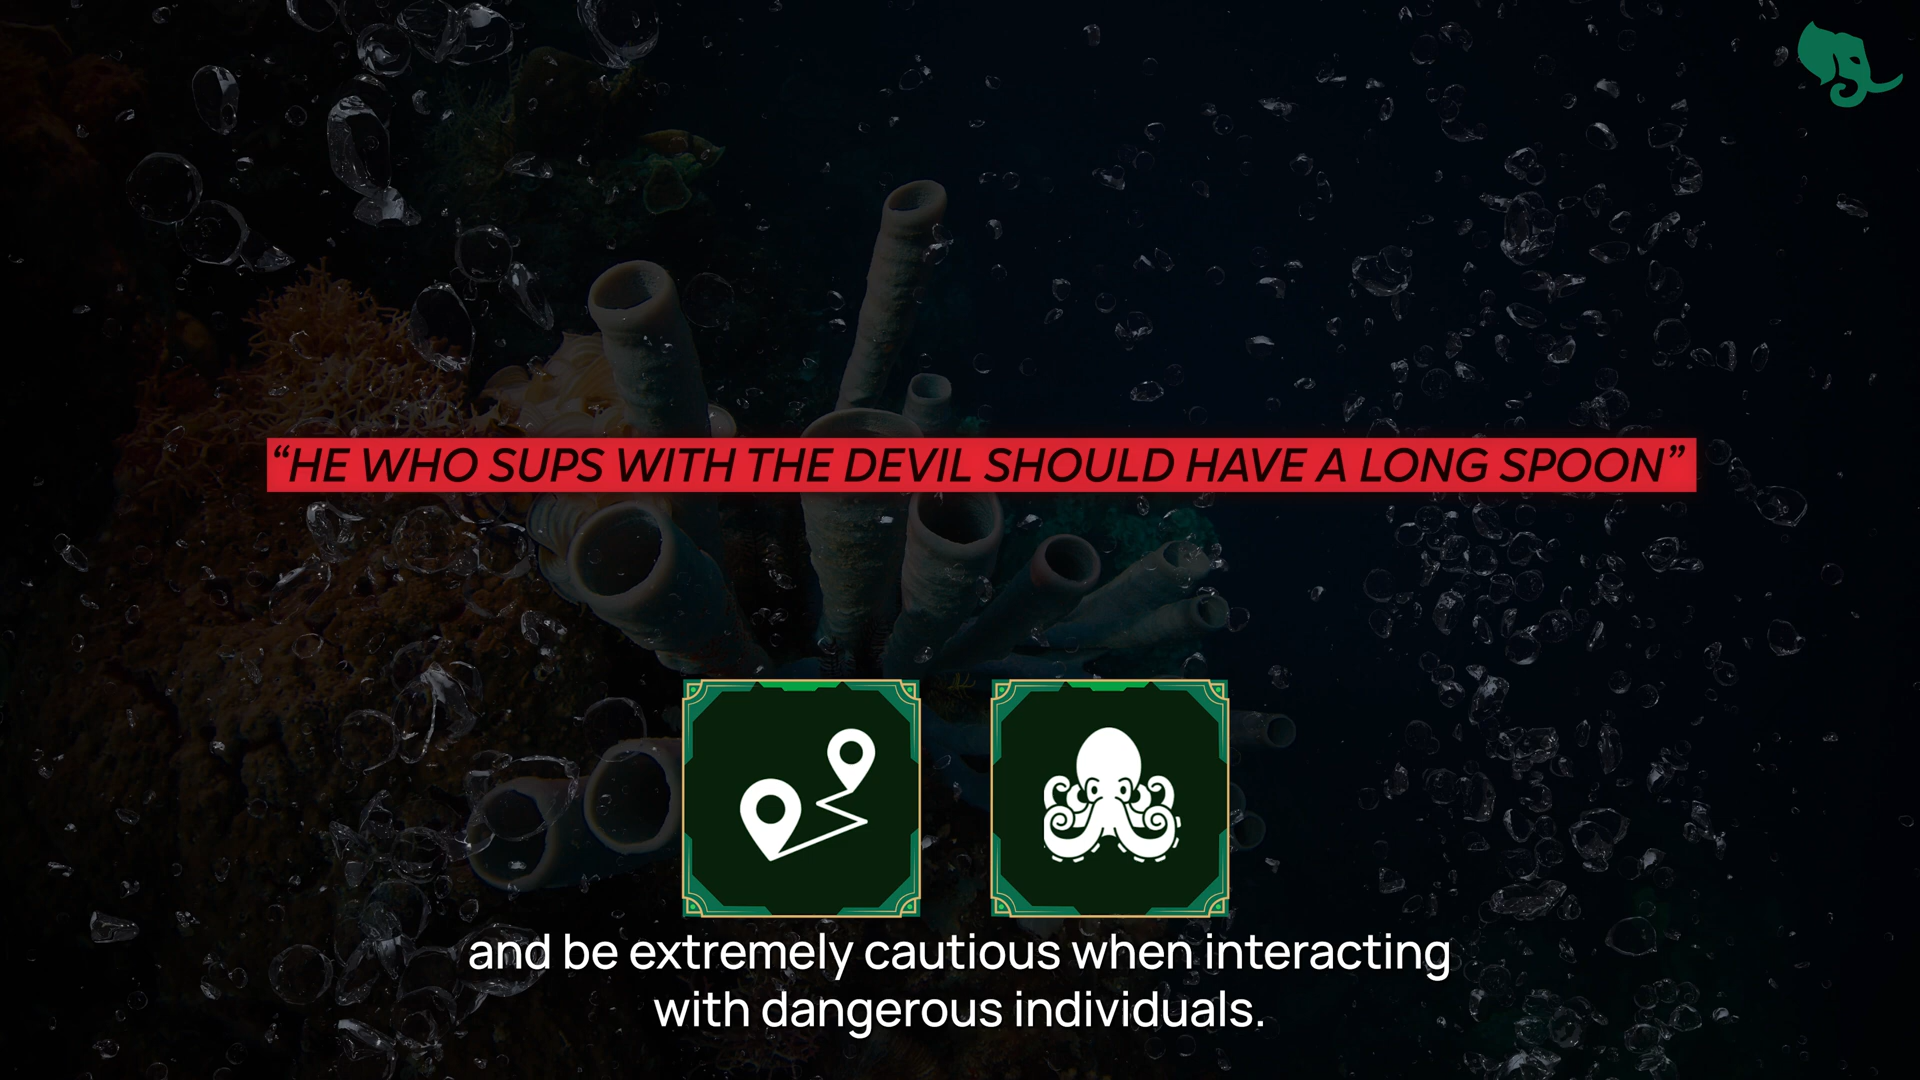 “HE WHO SUPS WITH THE DEVIL SHOULD HAVE A LONG SPOON”
and be extremely cautious when interacting
with dangerous individuals.